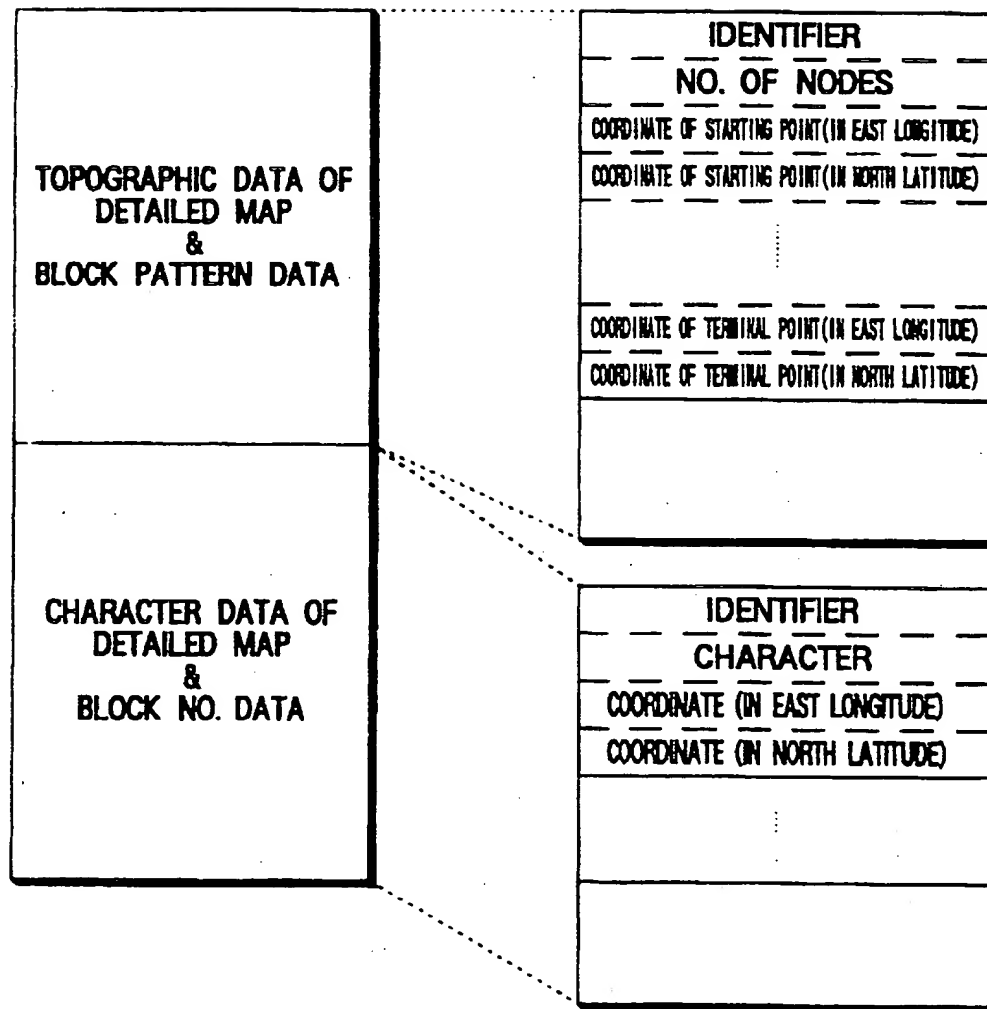 TOPOGRAPHIC DATA OF
DETAILED MAP
&
BLOCK PATTERN DATA
CHARACTER DATA OF
DETAILED MAP
&
BLOCK NO. DATA
IDENTIFIER
NO. OF NODES
COORDINATE OF STARTING POINT(IN EAST LONGITUDE)
COORDINATE OF STARTING POINT(IN NORTH LATITUDE)
COORDINATE OF TERMINAL POINT(IN EAST LONGITUDE)
COORDINATE OF TERMINAL POINT(IN NORTH LATITUDE)
IDENTIFIER
CHARACTER
COORDINATE (IN EAST LONGITUDE)
COORDINATE (IN NORTH LATITUDE)